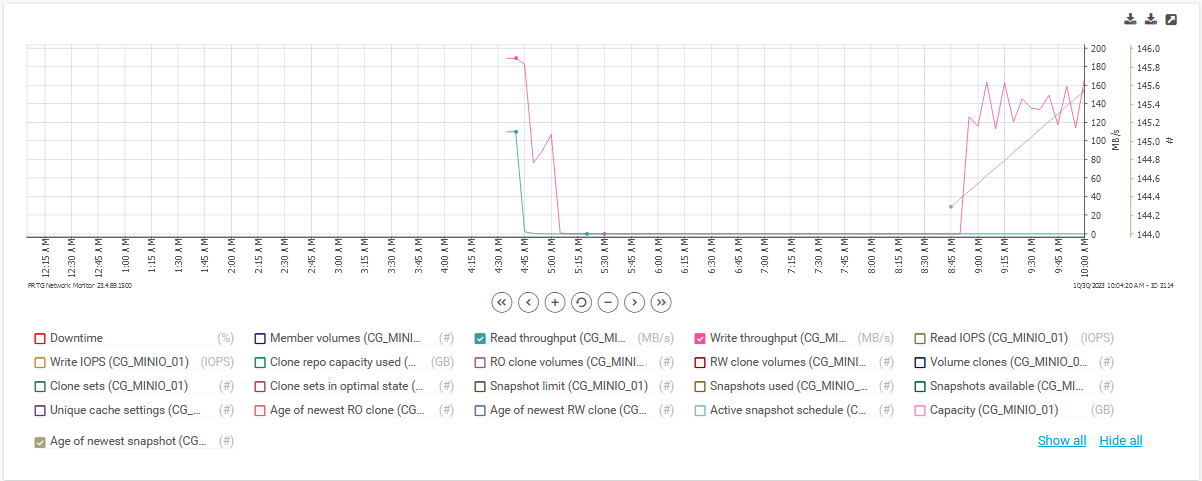 200 146.0
180 145.8
160 145.6
140 145.4
120 145.2
100 145.0
80 144.8
60 144.6
40 144.4
20 144.2
0 144.0
MB/s #
12:15 AM 12:30 AM 12:45 AM 1:00 AM 1:15 AM 1:30 AM 1:45 AM 2:00 AM 2:15 AM 2:30 AM 2:45 AM 3:00 AM 3:15 AM 3:30 AM 3:45 AM 4:00 AM 4:15 AM 4:30 AM 4:45 AM 5:00 AM 5:15 AM 5:30 AM 5:45 AM 6:00 AM 6:15 AM 6:30 AM 6:45 AM 7:00 AM 7:15 AM 7:30 AM 7:45 AM 8:00 AM 8:15 AM 8:30 AM 8:45 AM 9:00 AM 9:15 AM 9:30 AM 9:45 AM 10:00 AM
PRTG Network Monitor 23.4.89.1500 10/30/2023 10:04:20 AM - ID 2114
Downtime (%) Member volumes (CG_MINI... (#) Read throughput (CG_MI... (MB/s) Write throughput (CG_M... (MB/s) Read IOPS (CG_MINIO_01) (IOPS)
Write IOPS (CG_MINIO_01) (IOPS) Clone repo capacity used (... (GB) RO clone volumes (CG_MINI... (#) RW clone volumes (CG_MINI... (#) Volume clones (CG_MINIO_0... (#)
Clone sets (CG_MINIO_01) (#) Clone sets in optimal state (... (#) Snapshot limit (CG_MINIO_01) (#) Snapshots used (CG_MINIO_... (#) Snapshots available (CG_MI... (#)
Unique cache settings (CG_... (#) Age of newest RO clone (CG... (#) Age of newest RW clone (CG... (#) Active snapshot schedule (C... (#) Capacity (CG_MINIO_01) (GB)
Age of newest snapshot (CG... (#) Show all Hide all